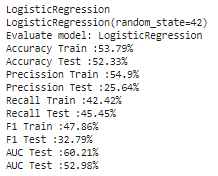 LogisticRegression
LogisticRegression(random_state=42)
Evaluate model: LogisticRegression
Accuracy Train :53.79%
Accuracy Test :52.33%
Precission Train :54.9%
Precission Test :25.64%
Recall Train :42.42%
Recall Test :45.45%
F1 Train :47.86%
F1 Test :32.79%
AUC Test :60.21%
AUC Test :52.98%